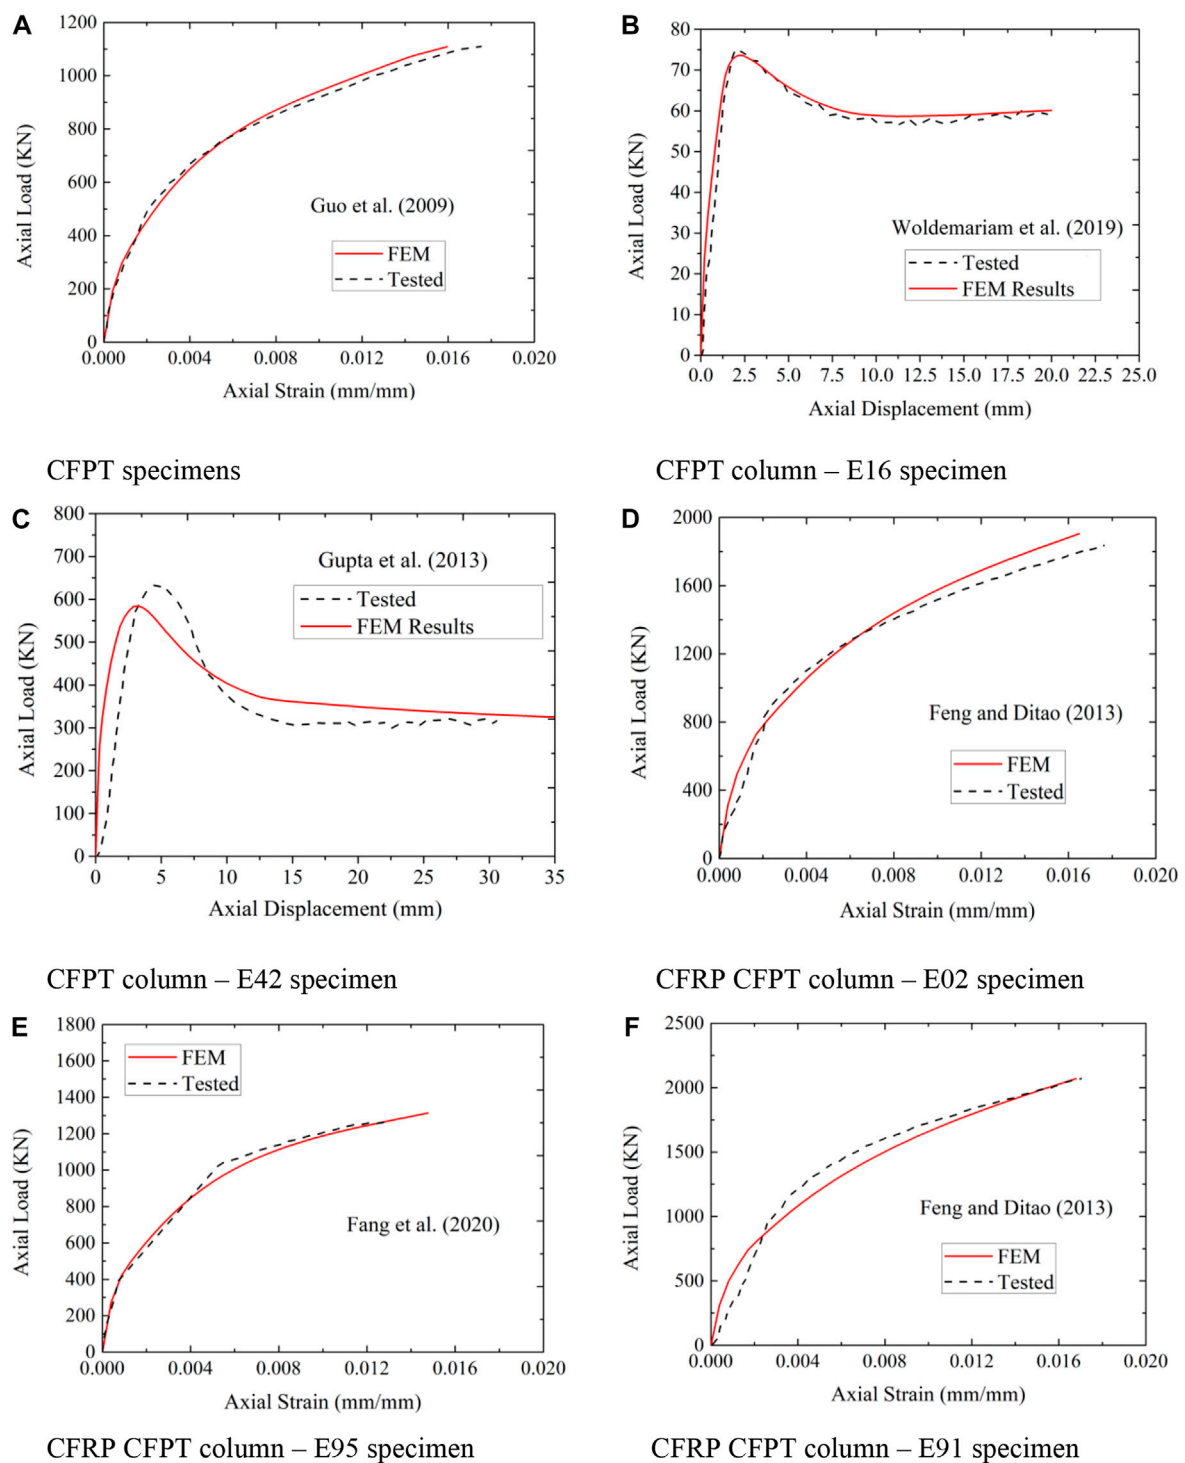 A
1200
1000
800
600
400
200
0
Axial Load (KN)
Guo et al. (2009)
FEM
Tested
0.000 0.004 0.008 0.012 0.016 0.020
Axial Strain (mm/mm)
CFPT specimens
B
80
70
60
50
40
30
20
10
0
Axial Load (KN)
Woldemariam et al. (2019)
Tested
FEM Results
0.0 2.5 5.0 7.5 10.0 12.5 15.0 17.5 20.0 22.5 25.0
Axial Displacement (mm)
CFPT column – E16 specimen
C
800
700
600
500
400
300
200
100
0
Axial Load (KN)
Gupta et al. (2013)
Tested
FEM Results
0 5 10 15 20 25 30 35
Axial Displacement (mm)
CFPT column – E42 specimen
D
2000
1600
1200
800
400
0
Axial Load (KN)
Feng and Ditao (2013)
FEM
Tested
0.000 0.004 0.008 0.012 0.016 0.020
Axial Strain (mm/mm)
CFRP CFPT column – E02 specimen
E
1800
1600
1400
1200
1000
800
600
400
200
0
Axial Load (KN)
FEM
Tested
Fang et al. (2020)
0.000 0.004 0.008 0.012 0.016 0.020
Axial Strain (mm/mm)
CFRP CFPT column – E95 specimen
F
2500
2000
1500
1000
500
0
Axial Load (KN)
Feng and Ditao (2013)
FEM
Tested
0.000 0.004 0.008 0.012 0.016 0.020
Axial Strain (mm/mm)
CFRP CFPT column – E91 specimen